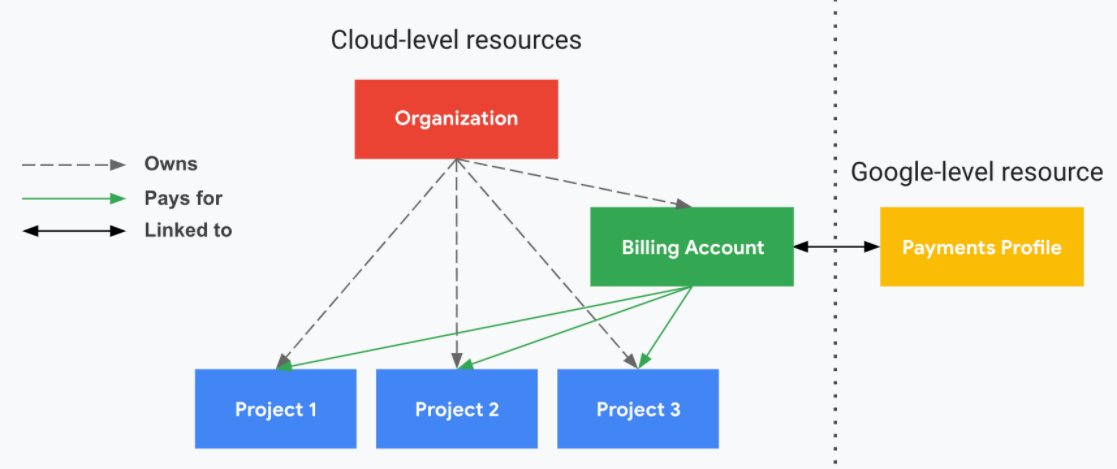 Cloud-level resources
Organization
Owns
Pays for
Linked to
Google-level resource
Billing Account
Payments Profile
Project 1
Project 2
Project 3